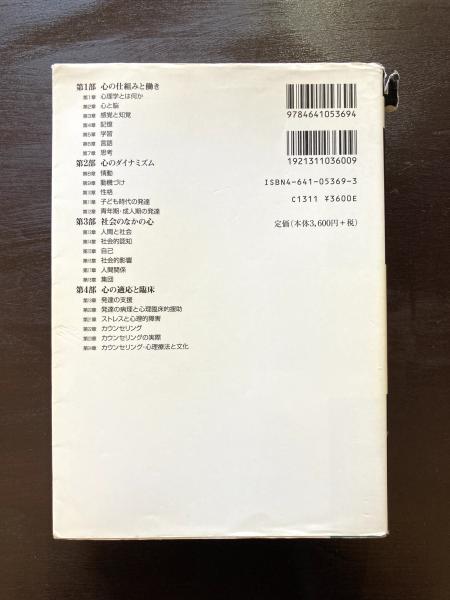 第1部 心の仕組みと働き
第1章 心理学とは何か
第2章 心と脳
第3章 感覚と知覚
第4章 記憶
第5章 学習
第6章 言語
第7章 思考
第2部 心のダイナミズム
第8章 情動
第9章 動機づけ
第10章 性格
第11章 子ども時代の発達
第12章 青年期・成人期の発達
第3部 社会のなかの心
第13章 人間と社会
第14章 社会的認知
第15章 自己
第16章 社会的影響
第17章 人間関係
第18章 集団
第4部 心の適応と臨床
第19章 発達の支援
第20章 発達の病理と心理臨床的援助
第21章 ストレスと心理的障害
第22章 カウンセリング
第23章 カウンセリングの実際
第24章 カウンセリング・心理療法と文化
9784641053694
1921311036009
ISBN4-641-05369-3
C1311 ¥3600E
定価(本体3,600円+税)